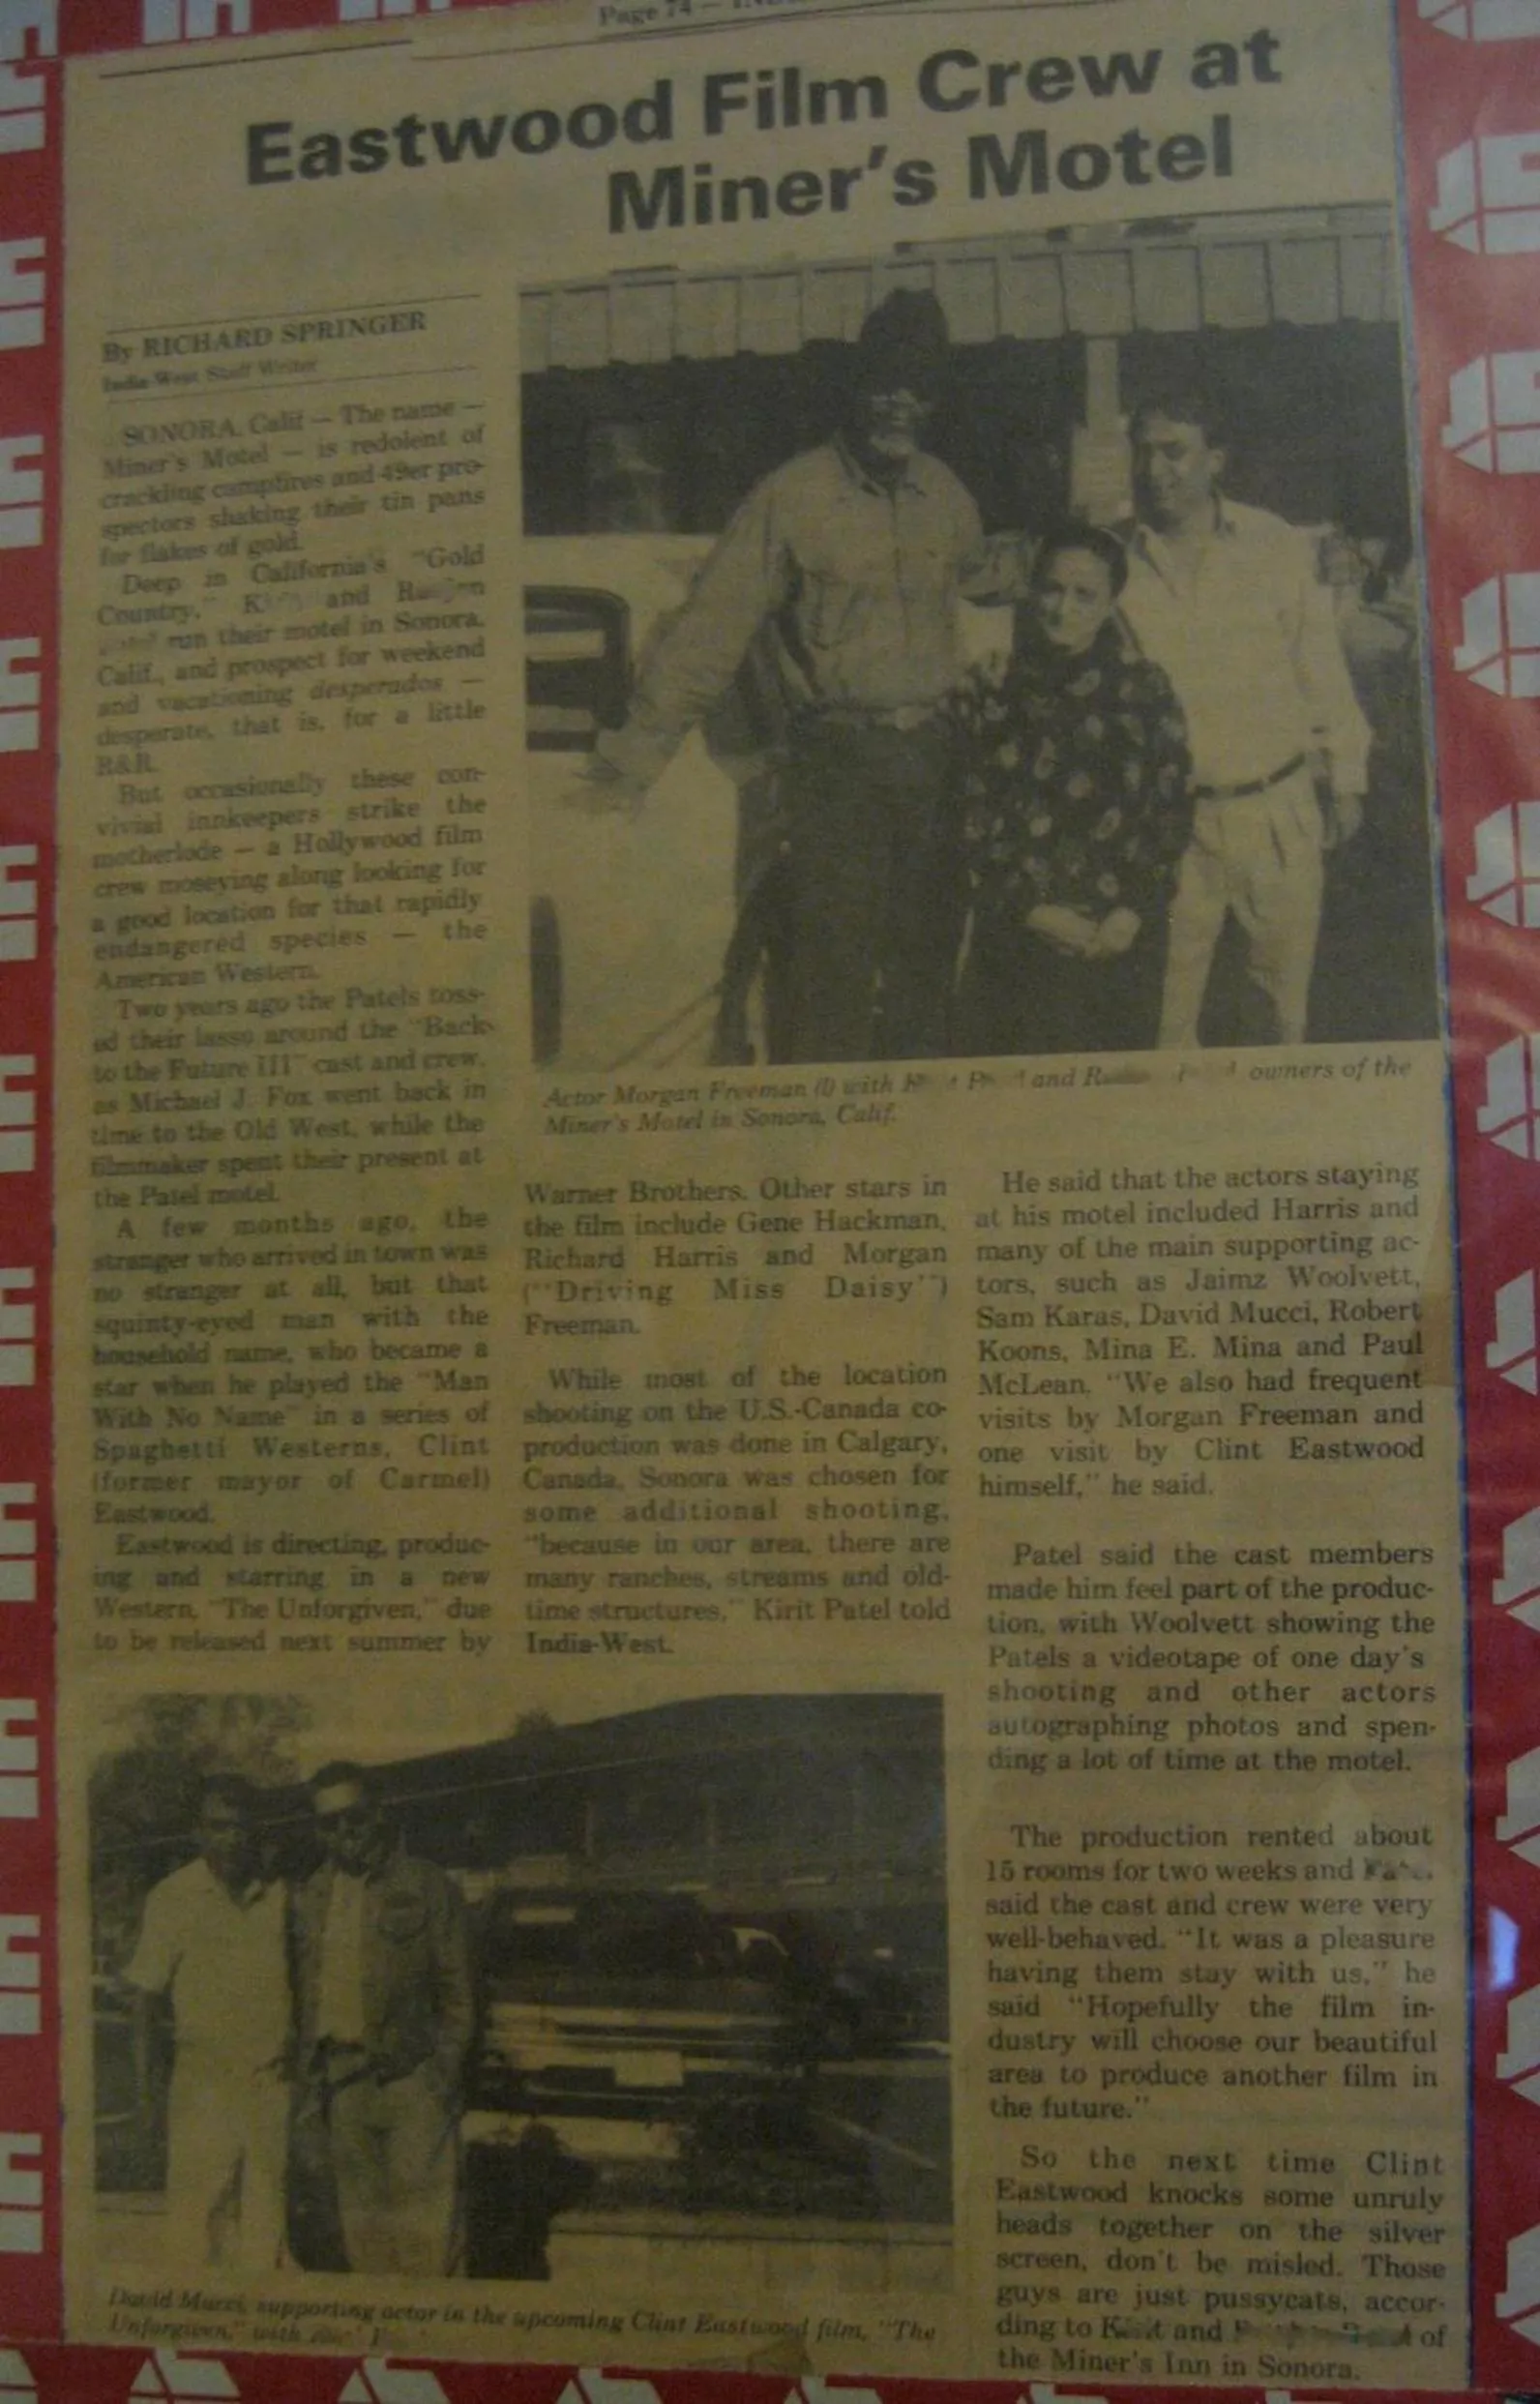 Page 74 —
Eastwood Film Crew at
Miner's Motel
By RICHARD SPRINGER
India-West Staff Writer
SONORA, Calif — The name —
Miner's Motel — is redolent of
crackling campfires and 49er pro-
spectors shaking their tin pans
for flakes of gold.
Deep in California's "Gold
Country," and
run their motel in Sonora,
Calif., and prospect for weekend
and vacationing desperados —
desperate, that is, for a little
R&R.
But occasionally these con-
vivial innkeepers strike the
motherlode — a Hollywood film
crew moseying along looking for
a good location for that rapidly
endangered species — the
American Western.
Two years ago the Patels toss-
ed their lasso around the "Back
to the Future III" cast and crew,
as Michael J. Fox went back in
time to the Old West, while the
filmmaker spent their present at
the Patel motel.
A few months ago, the
stranger who arrived in town was
no stranger at all, but that
squinty-eyed man with the
household name, who became a
star when he played the "Man
With No Name" in a series of
Spaghetti Westerns, Clint
(former mayor of Carmel)
Eastwood.
Eastwood is directing, produc-
ing and starring in a new
Western, "The Unforgiven," due
to be released next summer by
Actor Morgan Freeman (l) with and owners of the
Miner's Motel in Sonora, Calif.
Warner Brothers. Other stars in
the film include Gene Hackman,
Richard Harris and Morgan
("Driving Miss Daisy")
Freeman.
While most of the location
shooting on the U.S.-Canada co-
production was done in Calgary,
Canada, Sonora was chosen for
some additional shooting,
"because in our area, there are
many ranches, streams and old-
time structures," Kirit Patel told
India-West.
He said that the actors staying
at his motel included Harris and
many of the main supporting ac-
tors, such as Jaimz Woolvett,
Sam Karas, David Mucci, Robert
Koons, Mina E. Mina and Paul
McLean. "We also had frequent
visits by Morgan Freeman and
one visit by Clint Eastwood
himself," he said.
Patel said the cast members
made him feel part of the produc-
tion, with Woolvett showing the
Patels a videotape of one day's
shooting and other actors
autographing photos and spen-
ding a lot of time at the motel.
The production rented about
15 rooms for two weeks and
said the cast and crew were very
well-behaved. "It was a pleasure
having them stay with us," he
said "Hopefully the film in-
dustry will choose our beautiful
area to produce another film in
the future."
So the next time Clint
Eastwood knocks some unruly
heads together on the silver
screen, don't be misled. Those
guys are just pussycats, accor-
ding to and of
the Miner's Inn in Sonora.
David Mucci, supporting actor in the upcoming Clint Eastwood film, "The
Unforgiven," with